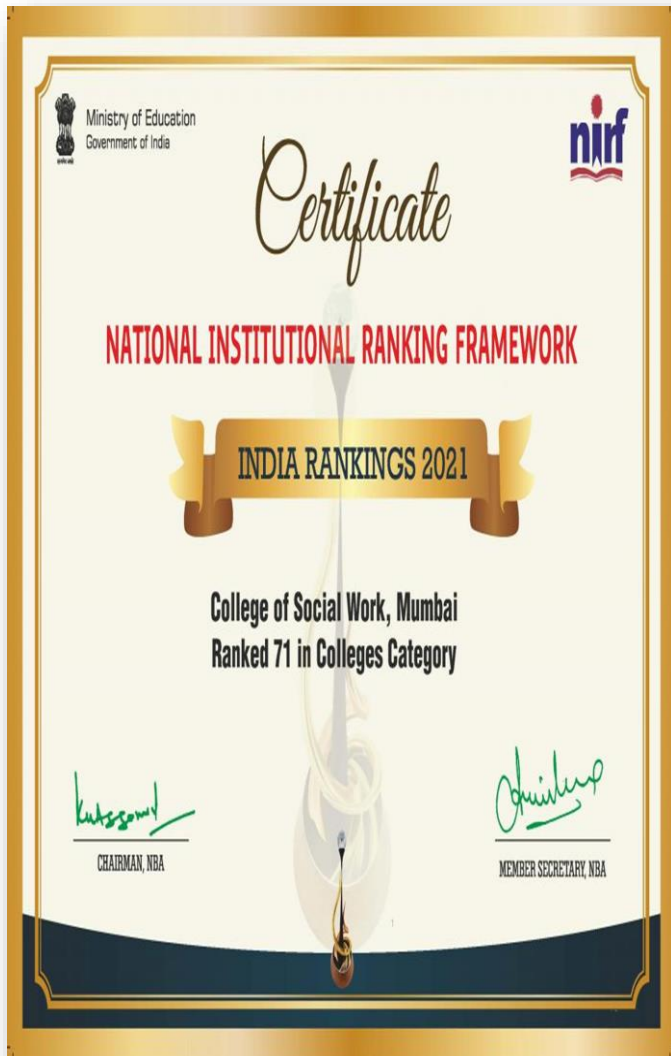 Ministry of Education
Government of India
nirf
Certificate
NATIONAL INSTITUTIONAL RANKING FRAMEWORK
INDIA RANKINGS 2021
College of Social Work, Mumbai
Ranked 71 in Colleges Category
CHAIRMAN, NBA
MEMBER SECRETARY, NBA